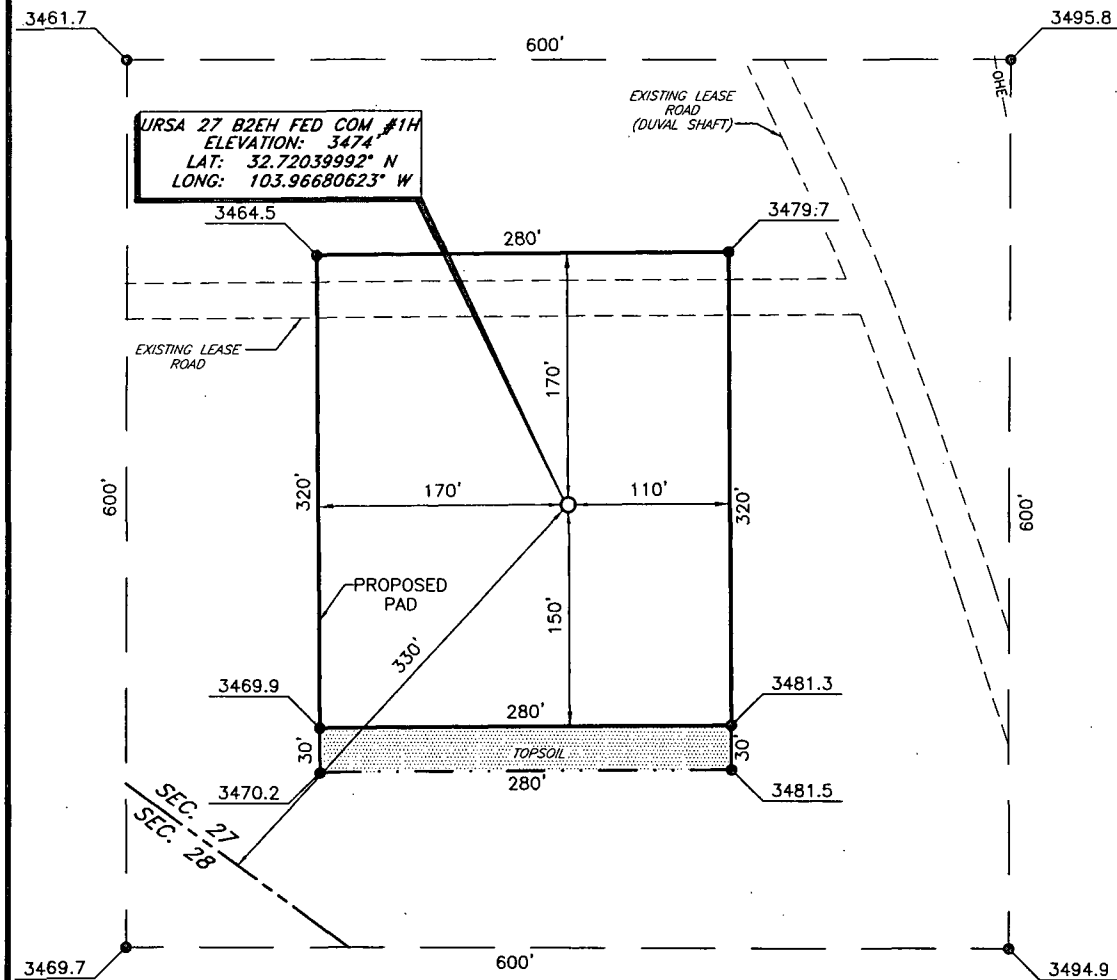 3461.7
3495.8
600'
OHE
EXISTING LEASE
ROAD
(DUVAL SHAFT)
URSA 27 B2EH FED COM #1H
ELEVATION: 3474'
LAT: 32.72039992° N
LONG: 103.96680623° W
3464.5
3479.7
280'
EXISTING LEASE
ROAD
170'
600'
320'
170'
110'
320'
600'
PROPOSED
PAD
150'
330'
3469.9
3481.3
280'
30'
TOPSOIL
30'
3470.2
280'
3481.5
SEC. 27
SEC. 28
3469.7
600'
3494.9